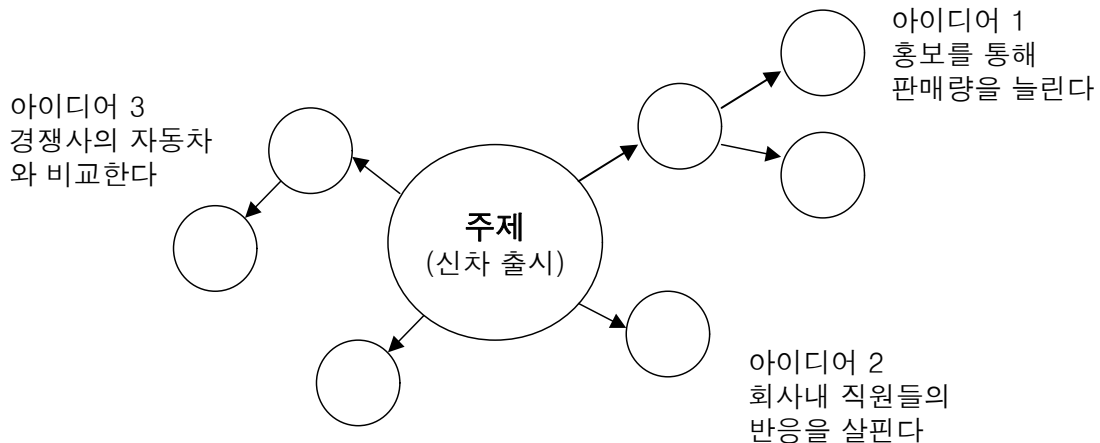 아이디어 1
홍보를 통해
판매량을 늘린다
아이디어 3
경쟁사의 자동차
와 비교한다
주제
(신차 출시)
아이디어 2
회사내 직원들의
반응을 살핀다